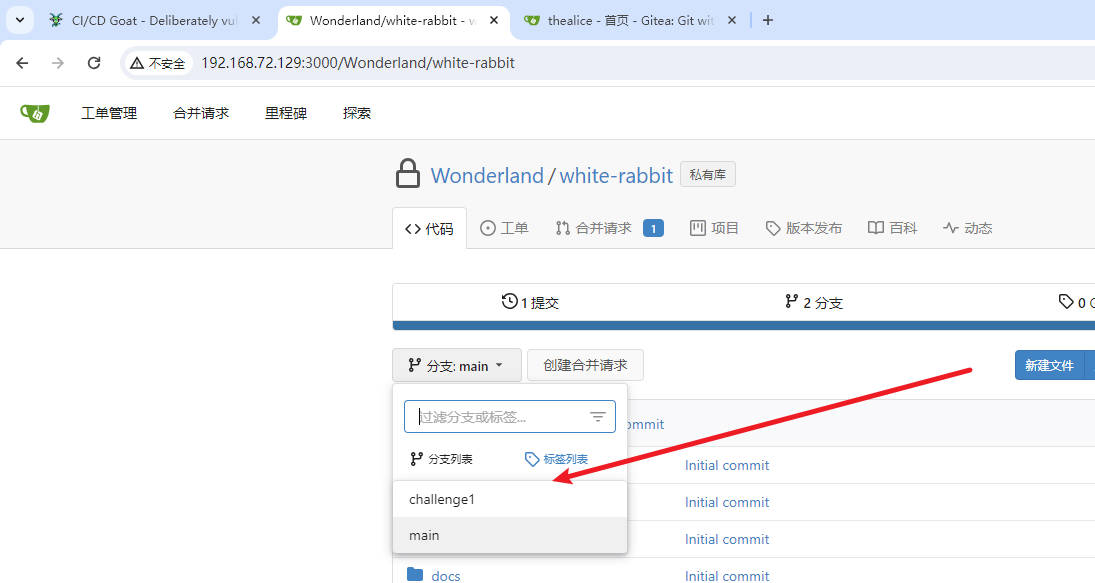 CI/CD Goat - Deliberately vul
Wonderland/white-rabbit - w
thealice - 首页 - Gitea: Git wit
不安全 192.168.72.129:3000/Wonderland/white-rabbit
工单管理 合并请求 里程碑 探索
Wonderland/white-rabbit 私有库
代码 工单 合并请求 1 项目 版本发布 百科 动态
1 提交 2 分支 0
分支: main 创建合并请求 新建文件
过滤分支或标签...
ommit
分支列表 标签列表
Initial commit
challenge1
Initial commit
main
Initial commit
docs Initial commit